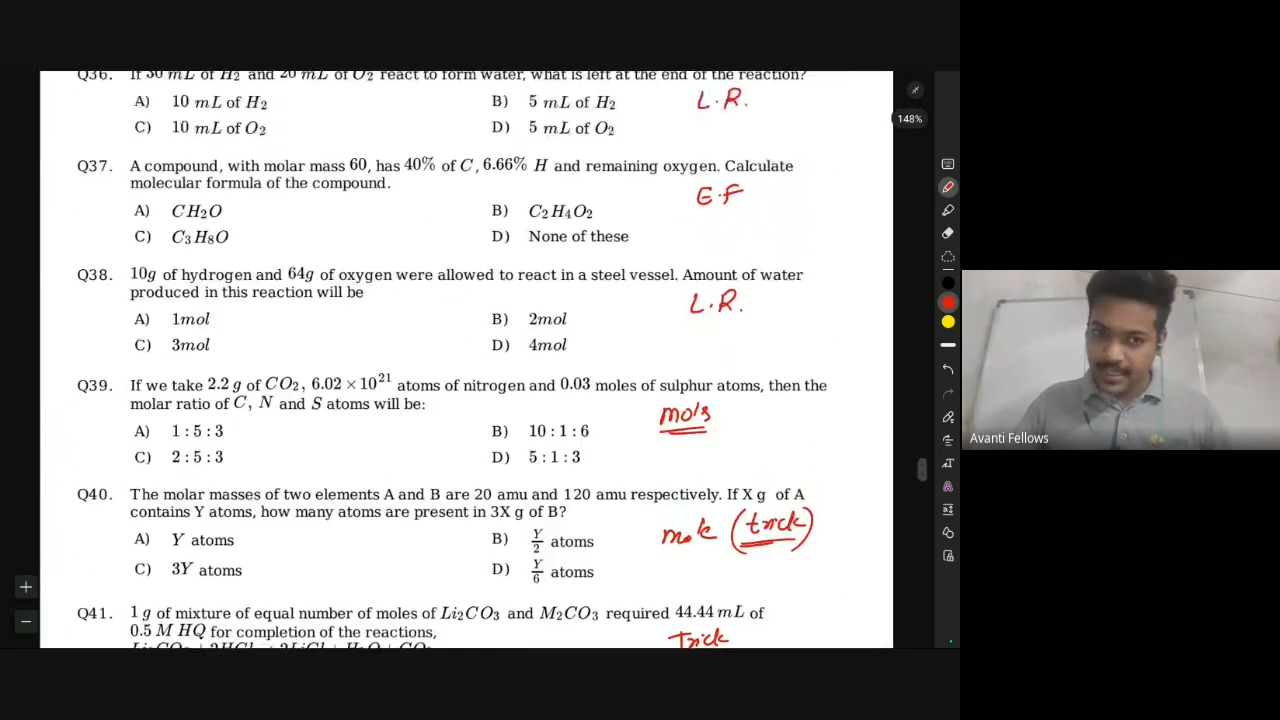 Q36. If 30 mL of H₂ and 20 mL of O₂ react to form water, what is left at the end of the reaction?
A) 10 mL of H₂ B) 5 mL of H₂ L.R.
C) 10 mL of O₂ D) 5 mL of O₂
148%
Q37. A compound, with molar mass 60, has 40% of C, 6.66% H and remaining oxygen. Calculate
molecular formula of the compound.
E.F
A) CH₂O B) C₂H₄O₂
C) C₃H₈O D) None of these
Q38. 10g of hydrogen and 64g of oxygen were allowed to react in a steel vessel. Amount of water
produced in this reaction will be
L.R.
A) 1mol B) 2mol
C) 3mol D) 4mol
Q39. If we take 2.2 g of CO₂, 6.02 × 10²¹ atoms of nitrogen and 0.03 moles of sulphur atoms, then the
molar ratio of C, N and S atoms will be:
A) 1 : 5 : 3 B) 10 : 1 : 6
C) 2 : 5 : 3 D) 5 : 1 : 3
Q40. The molar masses of two elements A and B are 20 amu and 120 amu respectively. If X g of A
contains Y atoms, how many atoms are present in 3X g of B?
mole (trick)
A) Y atoms B) Y/2 atoms
C) 3Y atoms D) Y/6 atoms
Q41. 1 g of mixture of equal number of moles of Li₂CO₃ and M₂CO₃ required 44.44 mL of
0.5 M HQ for completion of the reactions,
Trick
Avanti Fellows